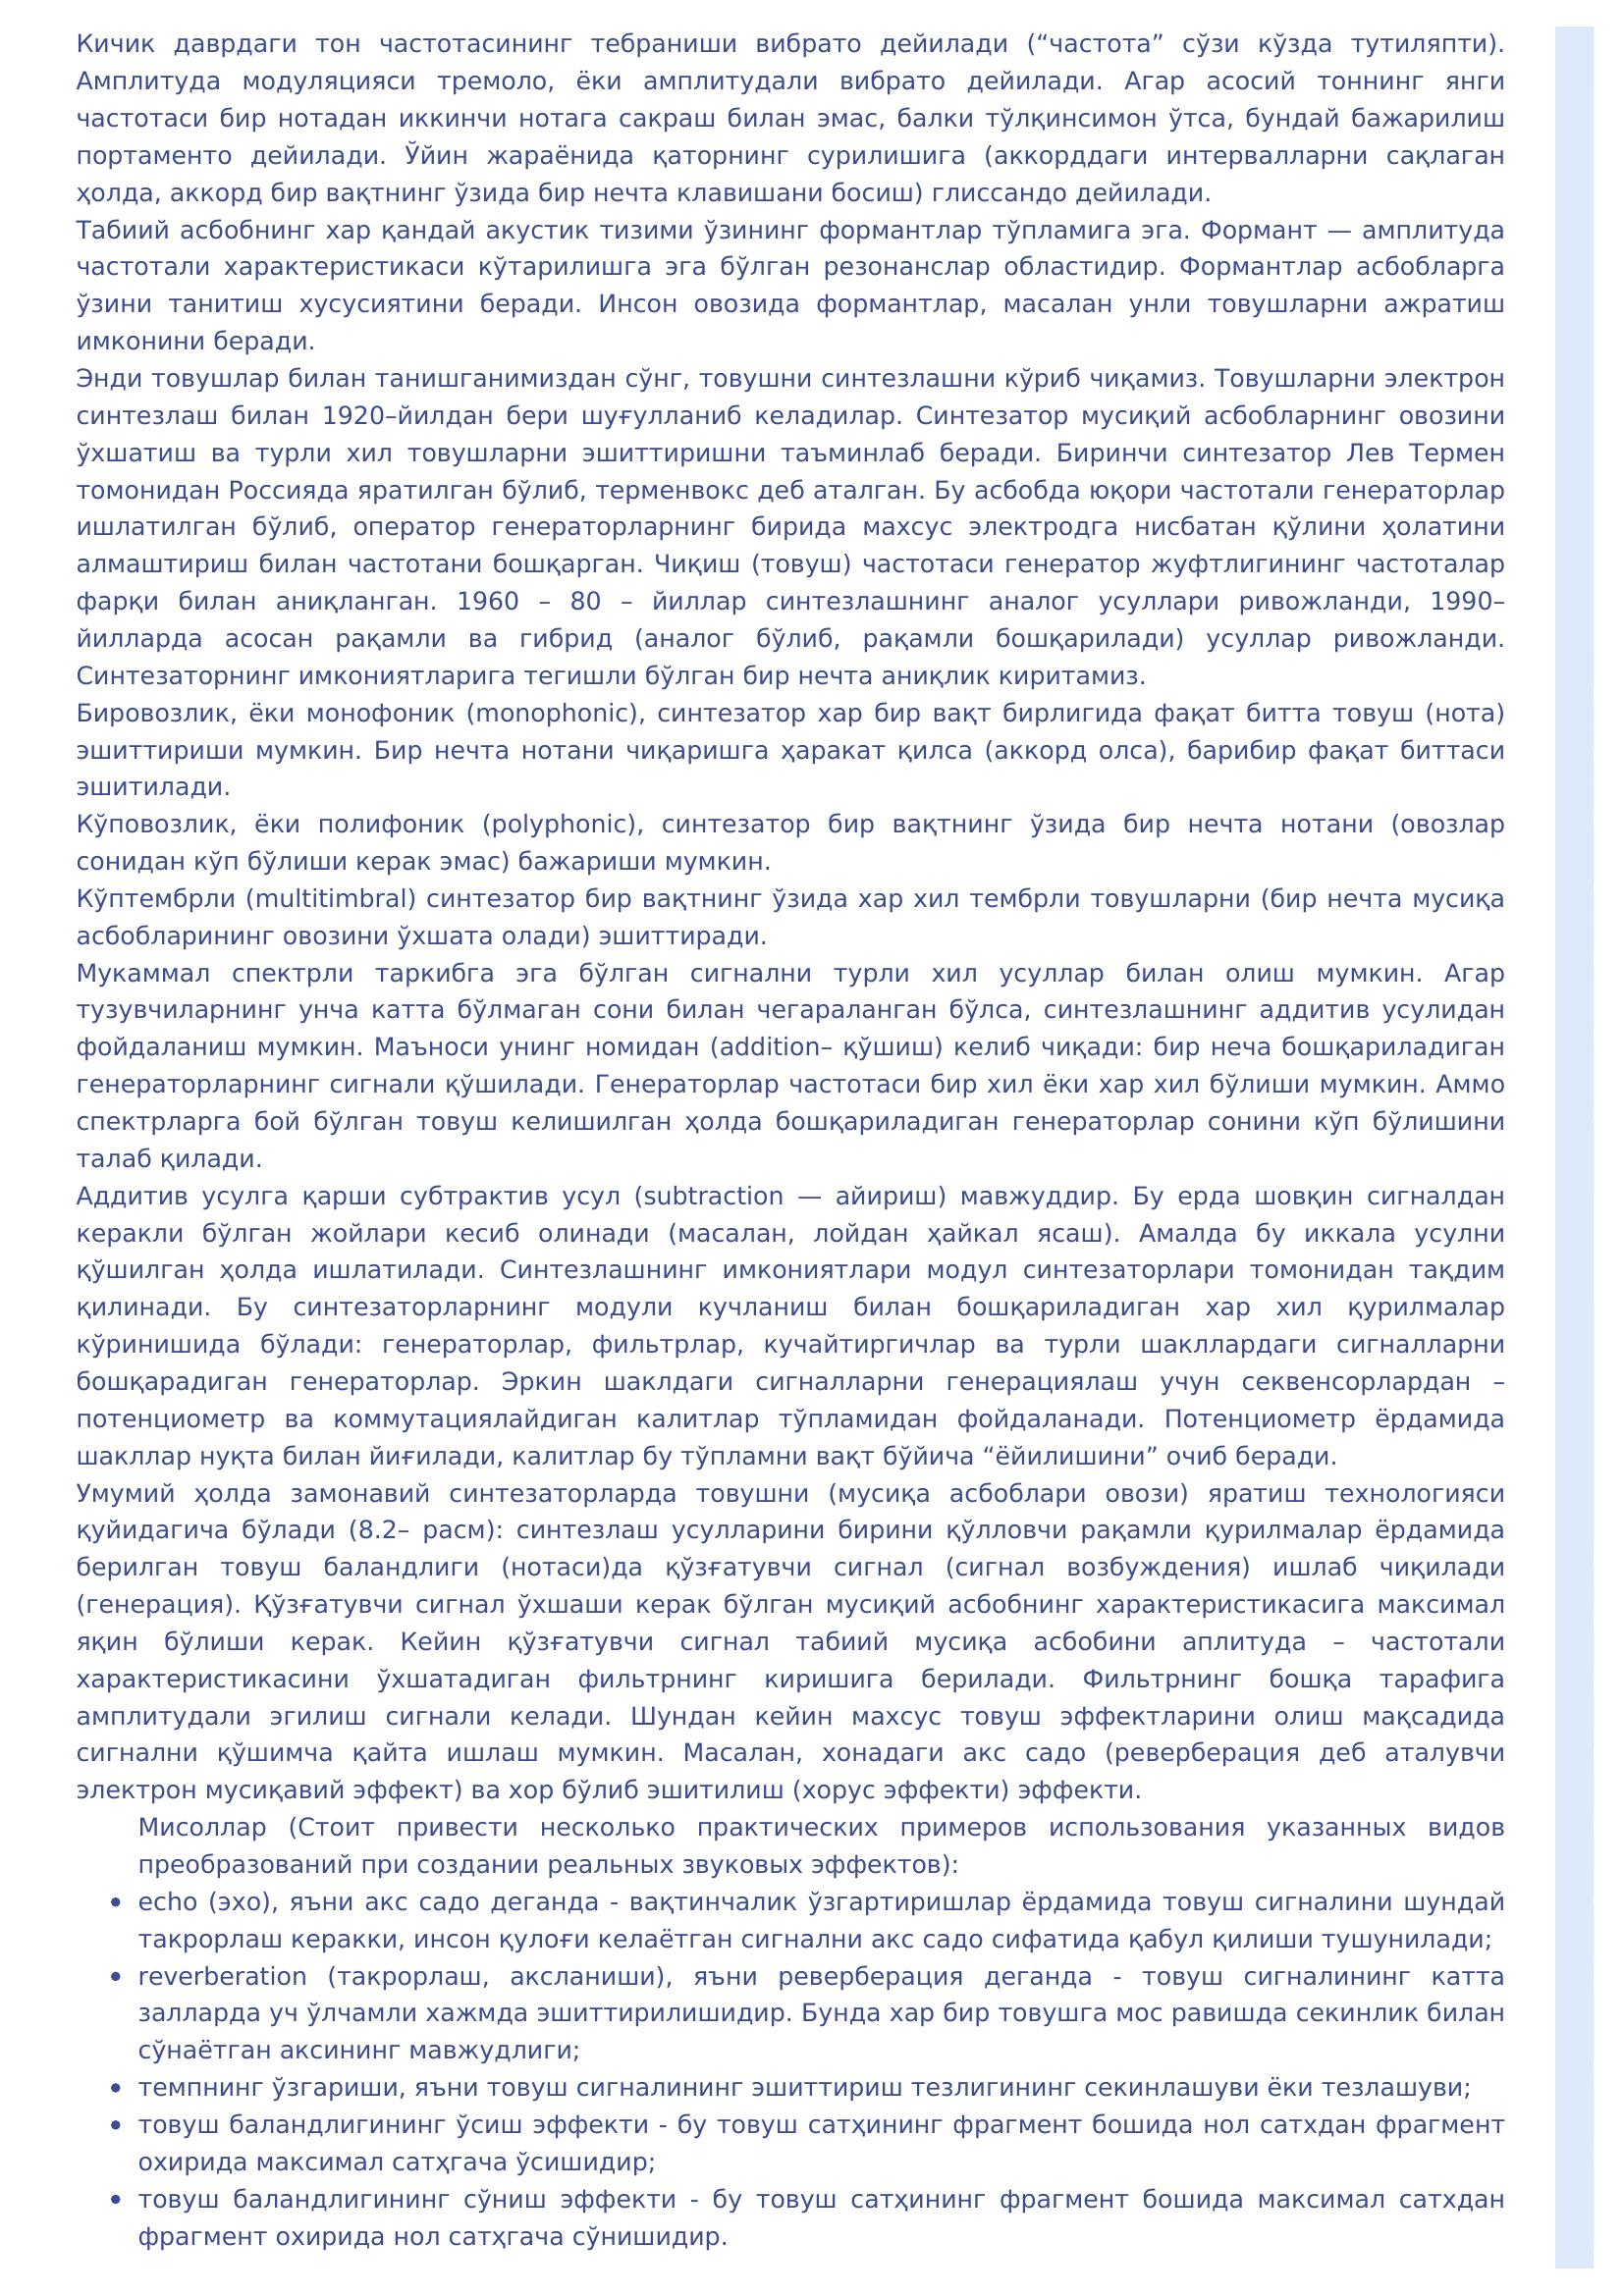 Кичик даврдаги тон частотасининг тебраниши вибрато дейилади (“частота” сўзи кўзда тутиляпти).
Амплитуда модуляцияси тремоло, ёки амплитудали вибрато дейилади. Агар асосий тоннинг янги
частотаси бир нотадан иккинчи нотага сакраш билан эмас, балки тўлқинсимон ўтса, бундай бажарилиш
портаменто дейилади. Ўйин жараёнида қаторнинг сурилишига (аккорддаги интервалларни сақлаган
ҳолда, аккорд бир вақтнинг ўзида бир нечта клавишани босиш) глиссандо дейилади.
Табиий асбобнинг хар қандай акустик тизими ўзининг формантлар тўпламига эга. Формант — амплитуда
частотали характеристикаси кўтарилишга эга бўлган резонанслар областидир. Формантлар асбобларга
ўзини танитиш хусусиятини беради. Инсон овозида формантлар, масалан унли товушларни ажратиш
имконини беради.
Энди товушлар билан танишганимиздан сўнг, товушни синтезлашни кўриб чиқамиз. Товушларни электрон
синтезлаш билан 1920–йилдан бери шуғулланиб келадилар. Синтезатор мусиқий асбобларнинг овозини
ўхшатиш ва турли хил товушларни эшиттиришни таъминлаб беради. Биринчи синтезатор Лев Термен
томонидан Россияда яратилган бўлиб, терменвокс деб аталган. Бу асбобда юқори частотали генераторлар
ишлатилган бўлиб, оператор генераторларнинг бирида махсус электродга нисбатан қўлини ҳолатини
алмаштириш билан частотани бошқарган. Чиқиш (товуш) частотаси генератор жуфтлигининг частоталар
фарқи билан аниқланган. 1960 – 80 – йиллар синтезлашнинг аналог усуллари ривожланди, 1990–
йилларда асосан рақамли ва гибрид (аналог бўлиб, рақамли бошқарилади) усуллар ривожланди.
Синтезаторнинг имкониятларига тегишли бўлган бир нечта аниқлик киритамиз.
Бировозлик, ёки монофоник (monophonic), синтезатор хар бир вақт бирлигида фақат битта товуш (нота)
эшиттириши мумкин. Бир нечта нотани чиқаришга ҳаракат қилса (аккорд олса), барибир фақат биттаси
эшитилади.
Кўповозлик, ёки полифоник (polyphonic), синтезатор бир вақтнинг ўзида бир нечта нотани (овозлар
сонидан кўп бўлиши керак эмас) бажариши мумкин.
Кўптембрли (multitimbral) синтезатор бир вақтнинг ўзида хар хил тембрли товушларни (бир нечта мусиқа
асбобларининг овозини ўхшата олади) эшиттиради.
Мукаммал спектрли таркибга эга бўлган сигнални турли хил усуллар билан олиш мумкин. Агар
тузувчиларнинг унча катта бўлмаган сони билан чегараланган бўлса, синтезлашнинг аддитив усулидан
фойдаланиш мумкин. Маъноси унинг номидан (addition– қўшиш) келиб чиқади: бир неча бошқариладиган
генераторларнинг сигнали қўшилади. Генераторлар частотаси бир хил ёки хар хил бўлиши мумкин. Аммо
спектрларга бой бўлган товуш келишилган ҳолда бошқариладиган генераторлар сонини кўп бўлишини
талаб қилади.
Аддитив усулга қарши субтрактив усул (subtraction — айириш) мавжуддир. Бу ерда шовқин сигналдан
керакли бўлган жойлари кесиб олинади (масалан, лойдан ҳайкал ясаш). Амалда бу иккала усулни
қўшилган ҳолда ишлатилади. Синтезлашнинг имкониятлари модул синтезаторлари томонидан тақдим
қилинади. Бу синтезаторларнинг модули кучланиш билан бошқариладиган хар хил қурилмалар
кўринишида бўлади: генераторлар, фильтрлар, кучайтиргичлар ва турли шакллардаги сигналларни
бошқарадиган генераторлар. Эркин шаклдаги сигналларни генерациялаш учун секвенсорлардан –
потенциометр ва коммутациялайдиган калитлар тўпламидан фойдаланади. Потенциометр ёрдамида
шакллар нуқта билан йиғилади, калитлар бу тўпламни вақт бўйича “ёйилишини” очиб беради.
Умумий ҳолда замонавий синтезаторларда товушни (мусиқа асбоблари овози) яратиш технологияси
қуйидагича бўлади (8.2– расм): синтезлаш усулларини бирини қўлловчи рақамли қурилмалар ёрдамида
берилган товуш баландлиги (нотаси)да қўзғатувчи сигнал (сигнал возбуждения) ишлаб чиқилади
(генерация). Қўзғатувчи сигнал ўхшаши керак бўлган мусиқий асбобнинг характеристикасига максимал
яқин бўлиши керак. Кейин қўзғатувчи сигнал табиий мусиқа асбобини аплитуда – частотали
характеристикасини ўхшатадиган фильтрнинг киришига берилади. Фильтрнинг бошқа тарафига
амплитудали эгилиш сигнали келади. Шундан кейин махсус товуш эффектларини олиш мақсадида
сигнални қўшимча қайта ишлаш мумкин. Масалан, хонадаги акс садо (реверберация деб аталувчи
электрон мусиқавий эффект) ва хор бўлиб эшитилиш (хорус эффекти) эффекти.
Мисоллар (Стоит привести несколько практических примеров использования указанных видов
преобразований при создании реальных звуковых эффектов):
• echo (эхо), яъни акс садо деганда - вақтинчалик ўзгартиришлар ёрдамида товуш сигналини шундай
такрорлаш керакки, инсон қулоғи келаётган сигнални акс садо сифатида қабул қилиши тушунилади;
• reverberation (такрорлаш, аксланиши), яъни реверберация деганда - товуш сигналининг катта
залларда уч ўлчамли хажмда эшиттирилишидир. Бунда хар бир товушга мос равишда секинлик билан
сўнаётган аксининг мавжудлиги;
• темпнинг ўзгариши, яъни товуш сигналининг эшиттириш тезлигининг секинлашуви ёки тезлашуви;
• товуш баландлигининг ўсиш эффекти - бу товуш сатҳининг фрагмент бошида нол сатхдан фрагмент
охирида максимал сатҳгача ўсишидир;
• товуш баландлигининг сўниш эффекти - бу товуш сатҳининг фрагмент бошида максимал сатхдан
фрагмент охирида нол сатҳгача сўнишидир.